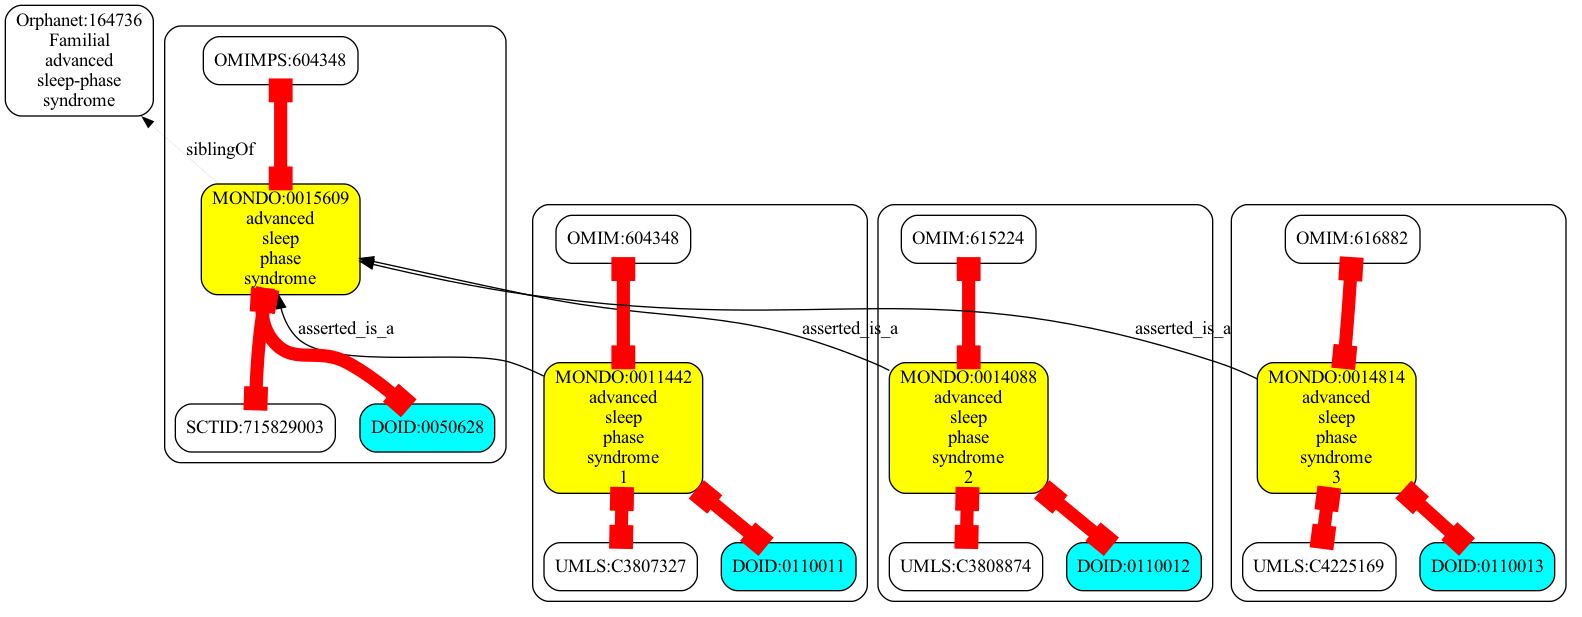 Orphanet:164736
Familial
advanced
sleep-phase
syndrome
siblingOf
OMIMPS:604348
MONDO:0015609
advanced
sleep
phase
syndrome
SCTID:715829003
DOID:0050628
asserted_is_a
OMIM:604348
MONDO:0011442
advanced
sleep
phase
syndrome
1
UMLS:C3807327
DOID:0110011
asserted_is_a
OMIM:615224
MONDO:0014088
advanced
sleep
phase
syndrome
2
UMLS:C3808874
DOID:0110012
asserted_is_a
OMIM:616882
MONDO:0014814
advanced
sleep
phase
syndrome
3
UMLS:C4225169
DOID:0110013